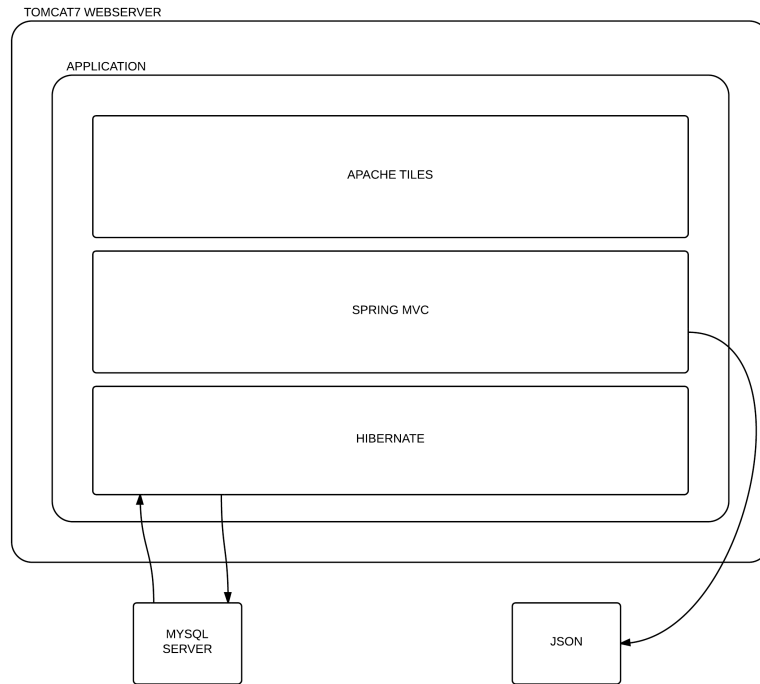 TOMCAT7 WEBSERVER
APPLICATION
APACHE TILES
SPRING MVC
HIBERNATE
MYSQL
SERVER
JSON